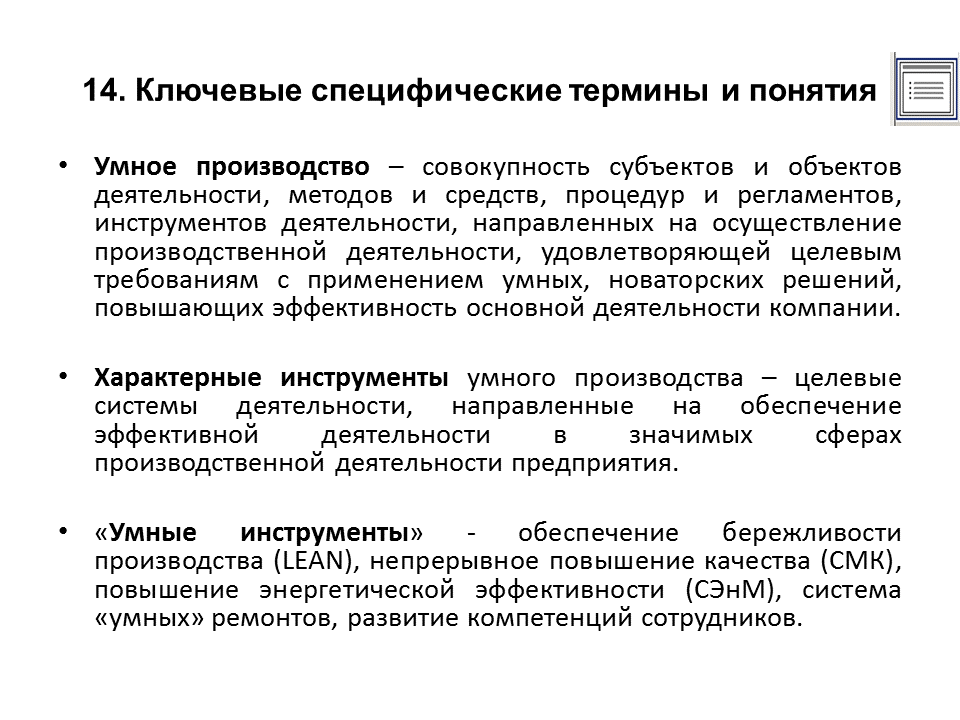 14. Ключевые специфические термины и понятия
• Умное производство – совокупность субъектов и объектов
деятельности, методов и средств, процедур и регламентов,
инструментов деятельности, направленных на осуществление
производственной деятельности, удовлетворяющей целевым
требованиям с применением умных, новаторских решений,
повышающих эффективность основной деятельности компании.
• Характерные инструменты умного производства – целевые
системы деятельности, направленные на обеспечение
эффективной деятельности в значимых сферах
производственной деятельности предприятия.
• «Умные инструменты» - обеспечение бережливости
производства (LEAN), непрерывное повышение качества (СМК),
повышение энергетической эффективности (СЭнМ), система
«умных» ремонтов, развитие компетенций сотрудников.